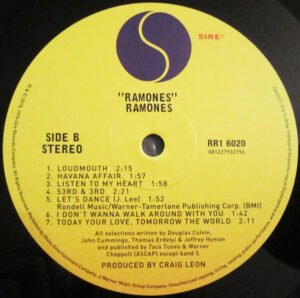 SIRE
"RAMONES"
RAMONES
SIDE B
STEREO
RR1 6020
081227932756
1. LOUDMOUTH 2:15
2. HAVANA AFFAIR 1:57
3. LISTEN TO MY HEART 1:58
4. 53RD & 3RD 2:21
5. LET'S DANCE (J. Lee) 1:52
Rondell Music/Warner-Tamerlane Publishing Corp. (BMI)
6. I DON'T WANNA WALK AROUND WITH YOU 1:42
7. TODAY YOUR LOVE, TOMORROW THE WORLD 2:11
All selections written by Douglas Colvin,
John Cummings, Thomas Erdelyi & Jeffrey Hyman
and published by Taco Tunes & Warner
Chappell (ASCAP) except band 5.
PRODUCED BY CRAIG LEON